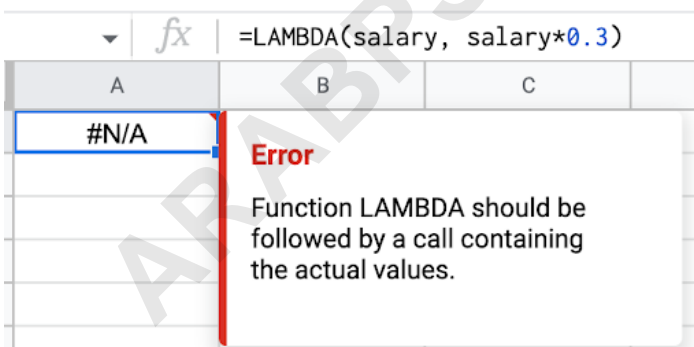 fx =LAMBDA(salary, salary*0.3)
A B C
#N/A
Error
Function LAMBDA should be
followed by a call containing
the actual values.